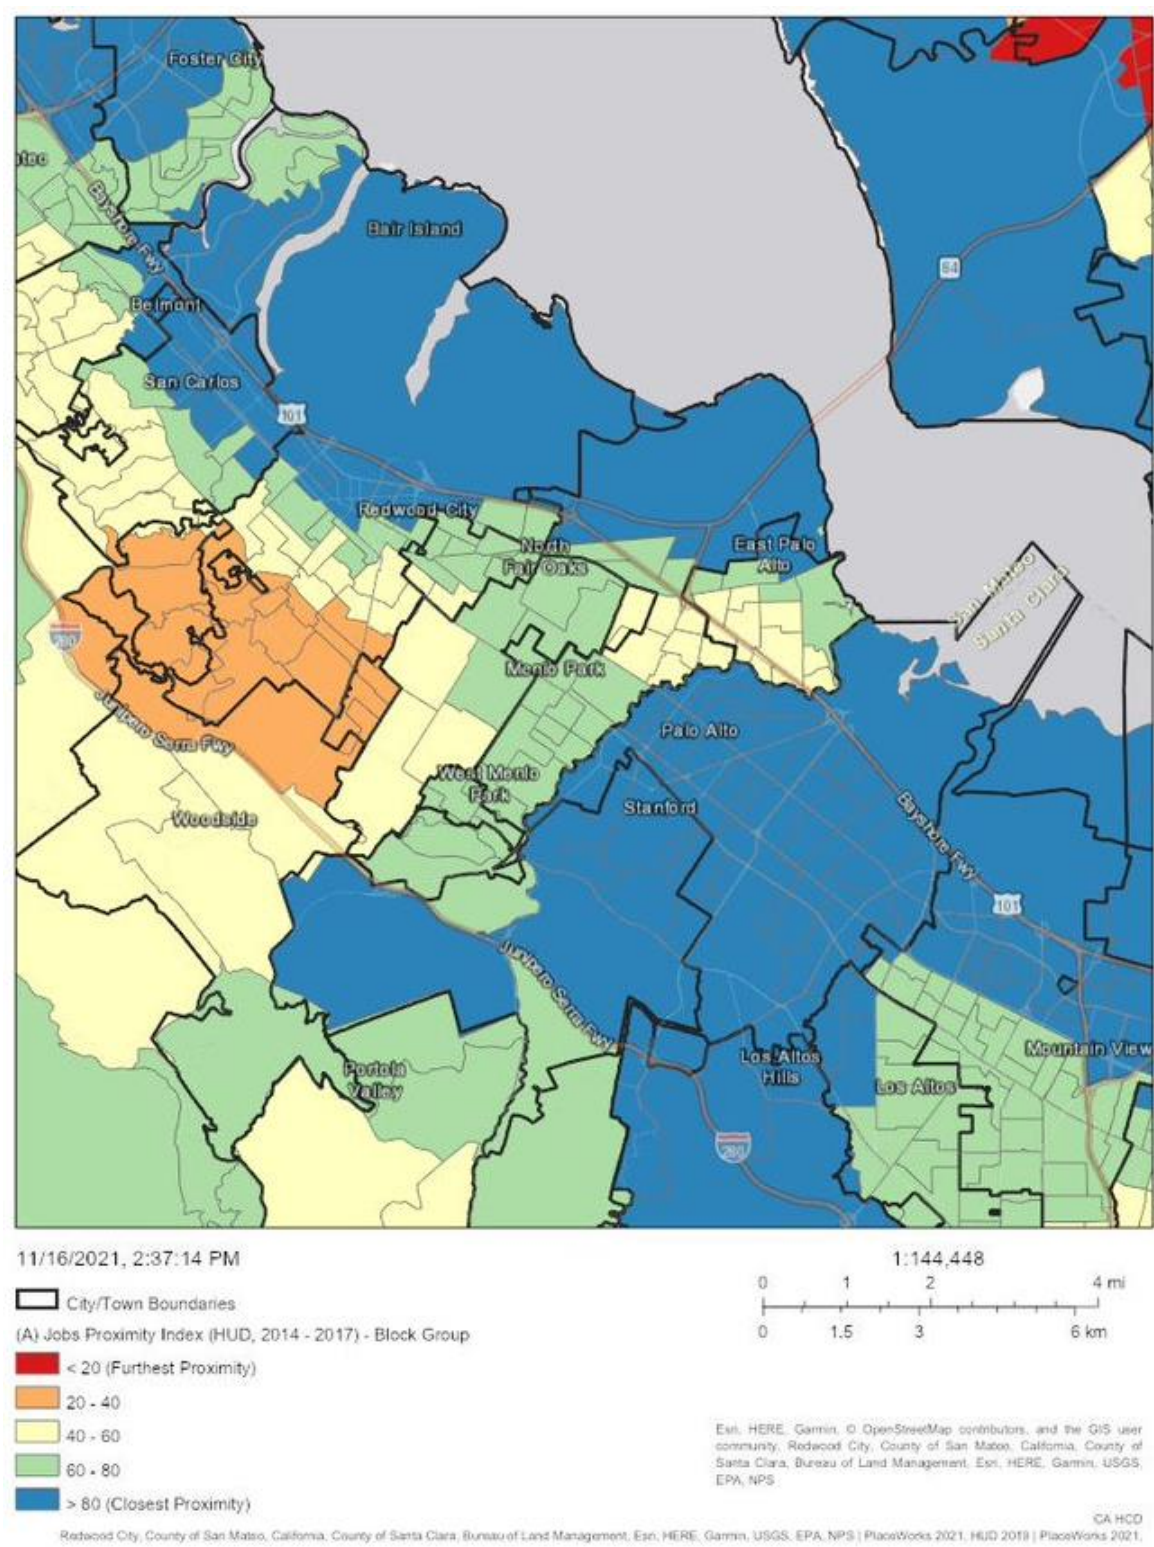 Foster City
ateo
Bayshore Fwy
Bair Island
84
Belmont
San Carlos
101
Redwood City
North
Fair Oaks
East Palo
Alto
San Mateo
Santa Clara
280
Menlo Park
Junipero Serra Fwy
Palo Alto
West Menlo
Park
Stanford
Woodside
Bayshore Fwy
101
Junipero Serra Fwy
Portola
Valley
Los Altos
Hills
Los Altos
Mountain View
280
11/16/2021, 2:37:14 PM
1:144,448
0 1 2 4 mi
0 1.5 3 6 km
City/Town Boundaries
(A) Jobs Proximity Index (HUD, 2014 - 2017) - Block Group
< 20 (Furthest Proximity)
20 - 40
40 - 60
60 - 80
> 80 (Closest Proximity)
Esri, HERE, Garmin, © OpenStreetMap contributors, and the GIS user
community, Redwood City, County of San Mateo, California, County of
Santa Clara, Bureau of Land Management, Esri, HERE, Garmin, USGS,
EPA, NPS
CA HCD
Redwood City, County of San Mateo, California, County of Santa Clara, Bureau of Land Management, Esri, HERE, Garmin, USGS, EPA, NPS | PlaceWorks 2021, HUD 2019 | PlaceWorks 2021,